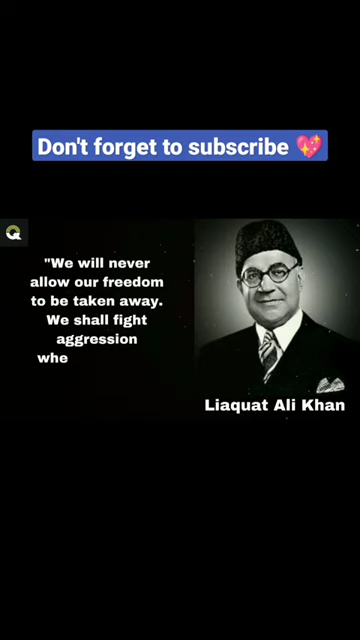 Don't forget to subscribe 💖
"We will never
allow our freedom
to be taken away.
We shall fight
aggression
whe
Liaquat Ali Khan